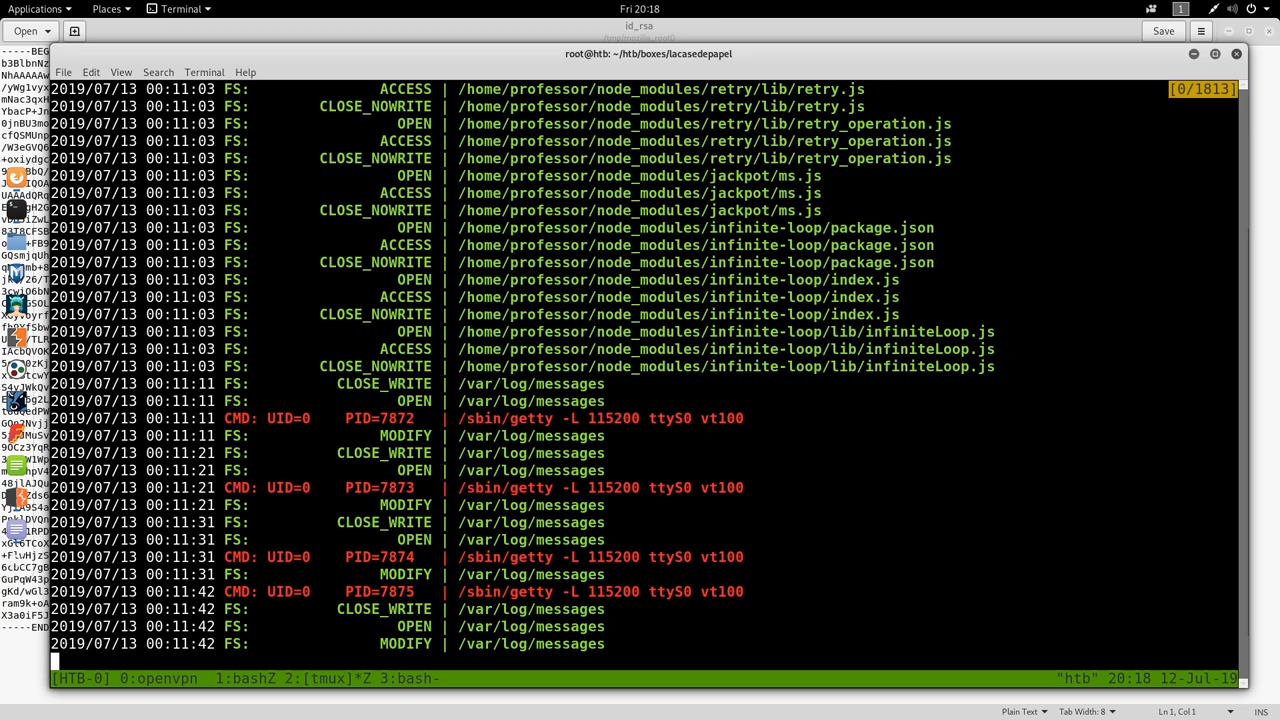 Applications Places Terminal Fri 20:18 1
Open id_rsa Save
/tmp/mozilla_root0
root@htb: ~/htb/boxes/lacasedepapel
File Edit View Search Terminal Help
-----BEG
b3BlbnNz
NhAAAAAw
/yWg1vyx
mNac3qxH
YbacP+Jn
0jnBU3mo
cfQSMUnp
/W3eGVQ6
+oxiydgc
GuPqW43p
gKd/wGl3
ram9k+oA
X3a0iF5J
-----END
[0/1813]
2019/07/13 00:11:03 FS: ACCESS | /home/professor/node_modules/retry/lib/retry.js
2019/07/13 00:11:03 FS: CLOSE_NOWRITE | /home/professor/node_modules/retry/lib/retry.js
2019/07/13 00:11:03 FS: OPEN | /home/professor/node_modules/retry/lib/retry_operation.js
2019/07/13 00:11:03 FS: ACCESS | /home/professor/node_modules/retry/lib/retry_operation.js
2019/07/13 00:11:03 FS: CLOSE_NOWRITE | /home/professor/node_modules/retry/lib/retry_operation.js
2019/07/13 00:11:03 FS: OPEN | /home/professor/node_modules/jackpot/ms.js
2019/07/13 00:11:03 FS: ACCESS | /home/professor/node_modules/jackpot/ms.js
2019/07/13 00:11:03 FS: CLOSE_NOWRITE | /home/professor/node_modules/jackpot/ms.js
2019/07/13 00:11:03 FS: OPEN | /home/professor/node_modules/infinite-loop/package.json
2019/07/13 00:11:03 FS: ACCESS | /home/professor/node_modules/infinite-loop/package.json
2019/07/13 00:11:03 FS: CLOSE_NOWRITE | /home/professor/node_modules/infinite-loop/package.json
2019/07/13 00:11:03 FS: OPEN | /home/professor/node_modules/infinite-loop/index.js
2019/07/13 00:11:03 FS: ACCESS | /home/professor/node_modules/infinite-loop/index.js
2019/07/13 00:11:03 FS: CLOSE_NOWRITE | /home/professor/node_modules/infinite-loop/index.js
2019/07/13 00:11:03 FS: OPEN | /home/professor/node_modules/infinite-loop/lib/infiniteLoop.js
2019/07/13 00:11:03 FS: ACCESS | /home/professor/node_modules/infinite-loop/lib/infiniteLoop.js
2019/07/13 00:11:03 FS: CLOSE_NOWRITE | /home/professor/node_modules/infinite-loop/lib/infiniteLoop.js
2019/07/13 00:11:11 FS: CLOSE_WRITE | /var/log/messages
2019/07/13 00:11:11 FS: OPEN | /var/log/messages
2019/07/13 00:11:11 CMD: UID=0 PID=7872 | /sbin/getty -L 115200 ttyS0 vt100
2019/07/13 00:11:11 FS: MODIFY | /var/log/messages
2019/07/13 00:11:21 FS: CLOSE_WRITE | /var/log/messages
2019/07/13 00:11:21 FS: OPEN | /var/log/messages
2019/07/13 00:11:21 CMD: UID=0 PID=7873 | /sbin/getty -L 115200 ttyS0 vt100
2019/07/13 00:11:21 FS: MODIFY | /var/log/messages
2019/07/13 00:11:31 FS: CLOSE_WRITE | /var/log/messages
2019/07/13 00:11:31 FS: OPEN | /var/log/messages
2019/07/13 00:11:31 CMD: UID=0 PID=7874 | /sbin/getty -L 115200 ttyS0 vt100
2019/07/13 00:11:31 FS: MODIFY | /var/log/messages
2019/07/13 00:11:42 CMD: UID=0 PID=7875 | /sbin/getty -L 115200 ttyS0 vt100
2019/07/13 00:11:42 FS: CLOSE_WRITE | /var/log/messages
2019/07/13 00:11:42 FS: OPEN | /var/log/messages
2019/07/13 00:11:42 FS: MODIFY | /var/log/messages
[HTB-0] 0:openvpn 1:bashZ 2:[tmux]*Z 3:bash- "htb" 20:18 12-Jul-19
Plain Text Tab Width: 8 Ln 1, Col 1 INS